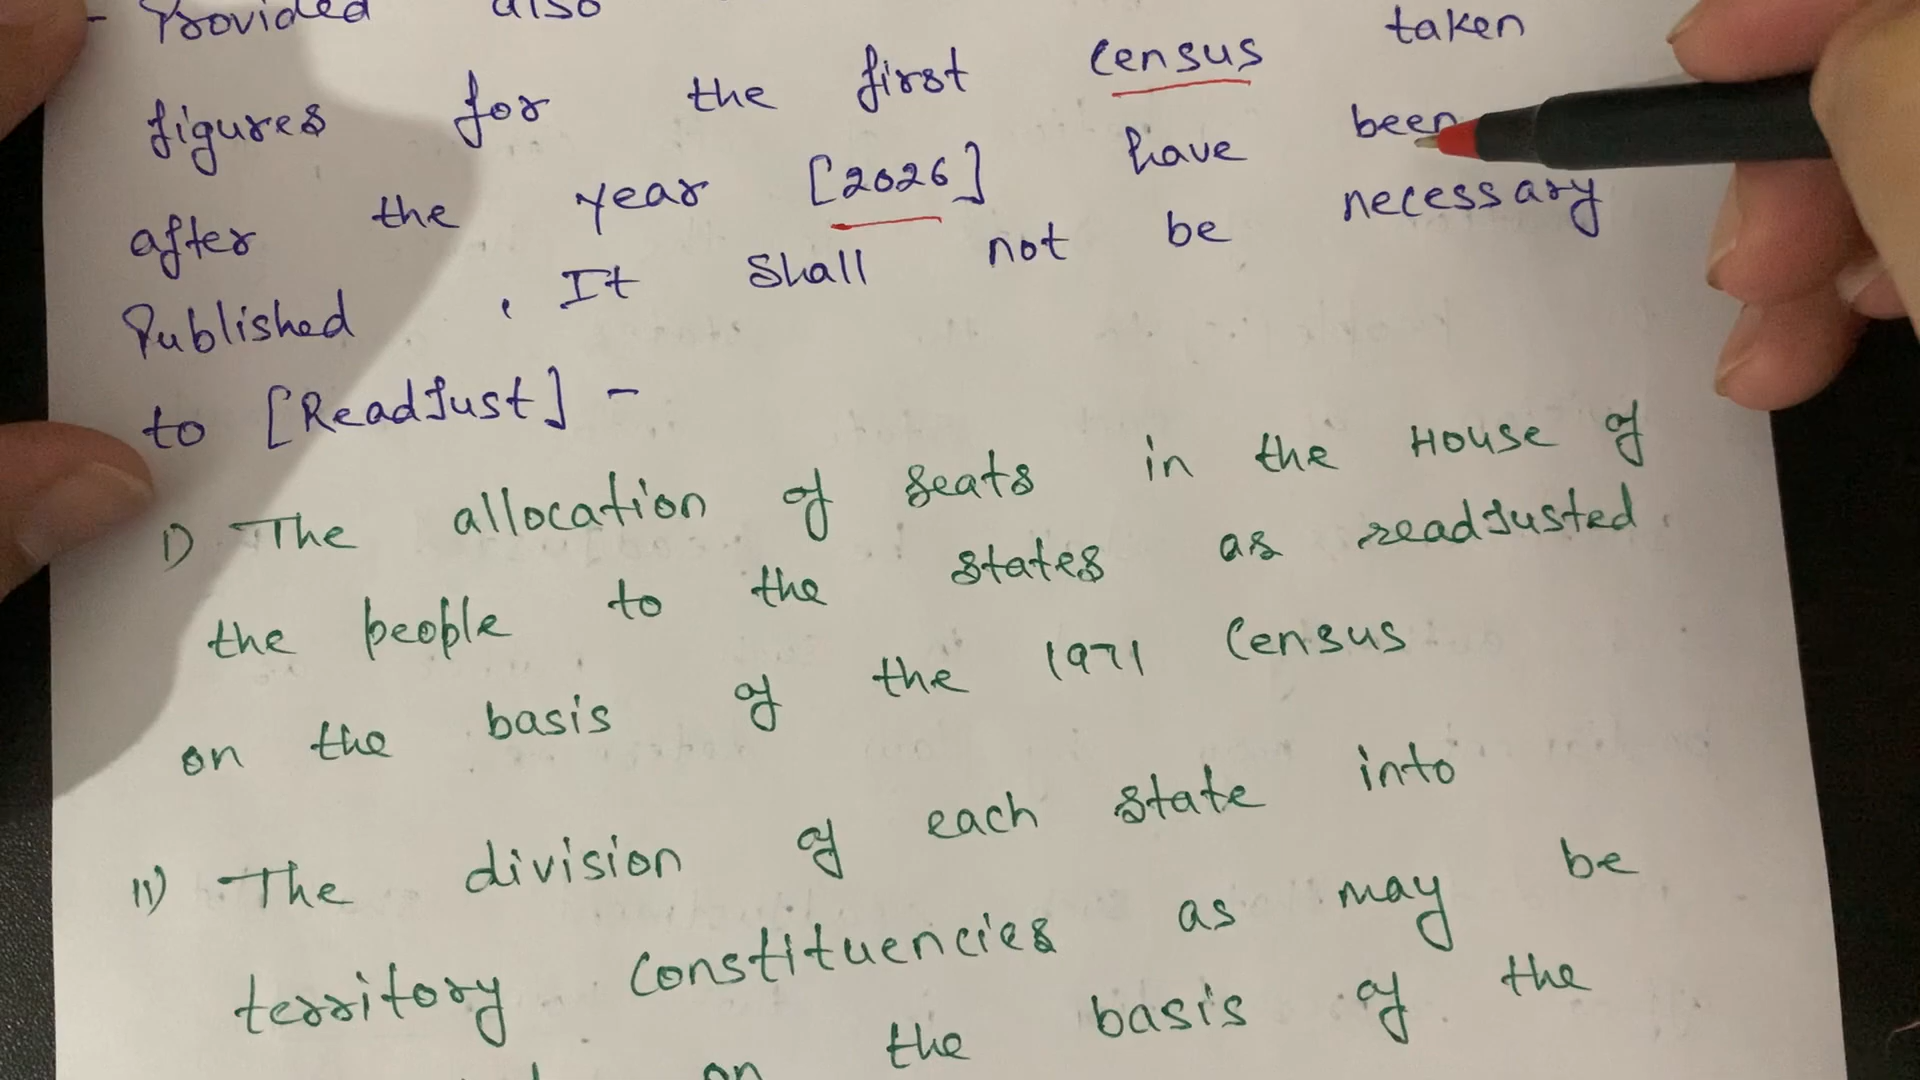 - Provided also
figures for the first Census taken
after the year [2026] have been
Published , It Shall not be necessary
to [ReadJust] -
I) The allocation of seats in the House of
the people to the states as readJusted
on the basis of the 1971 Census
II) The division of each state into
territory Constituencies as may be
on the basis of the